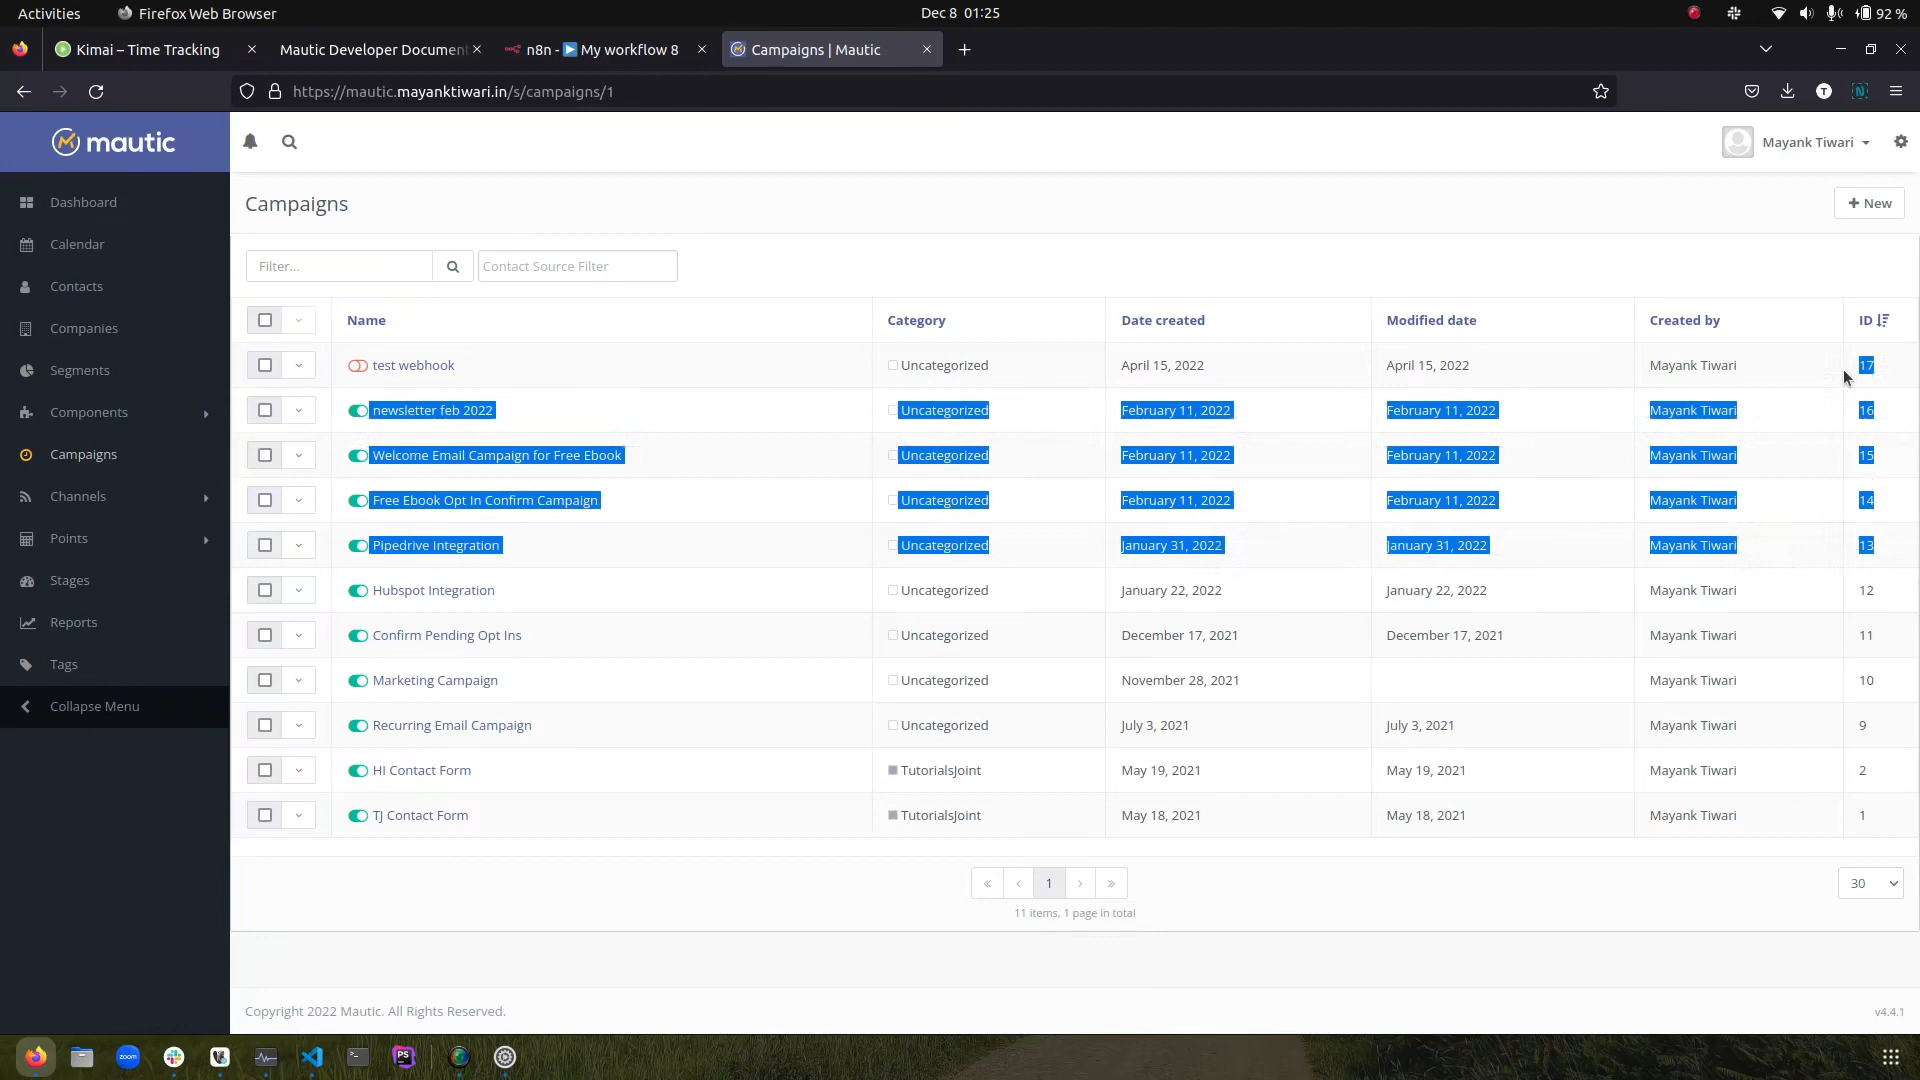 Activities Firefox Web Browser Dec 8 01:25 92 %
Kimai – Time Tracking Mautic Developer Document n8n - My workflow 8 Campaigns | Mautic
https://mautic.mayanktiwari.in/s/campaigns/1
mautic
Mayank Tiwari
Dashboard
Calendar
Contacts
Companies
Segments
Components
Campaigns
Channels
Points
Stages
Reports
Tags
Collapse Menu
Campaigns
New
Filter...
Contact Source Filter
Name Category Date created Modified date Created by ID
test webhook Uncategorized April 15, 2022 April 15, 2022 Mayank Tiwari 17
newsletter feb 2022 Uncategorized February 11, 2022 February 11, 2022 Mayank Tiwari 16
Welcome Email Campaign for Free Ebook Uncategorized February 11, 2022 February 11, 2022 Mayank Tiwari 15
Free Ebook Opt In Confirm Campaign Uncategorized February 11, 2022 February 11, 2022 Mayank Tiwari 14
Pipedrive Integration Uncategorized January 31, 2022 January 31, 2022 Mayank Tiwari 13
Hubspot Integration Uncategorized January 22, 2022 January 22, 2022 Mayank Tiwari 12
Confirm Pending Opt Ins Uncategorized December 17, 2021 December 17, 2021 Mayank Tiwari 11
Marketing Campaign Uncategorized November 28, 2021 Mayank Tiwari 10
Recurring Email Campaign Uncategorized July 3, 2021 July 3, 2021 Mayank Tiwari 9
HI Contact Form TutorialsJoint May 19, 2021 May 19, 2021 Mayank Tiwari 2
TJ Contact Form TutorialsJoint May 18, 2021 May 18, 2021 Mayank Tiwari 1
« ‹ 1 › »
30
11 items, 1 page in total
Copyright 2022 Mautic. All Rights Reserved.
v4.4.1
zoom
PS